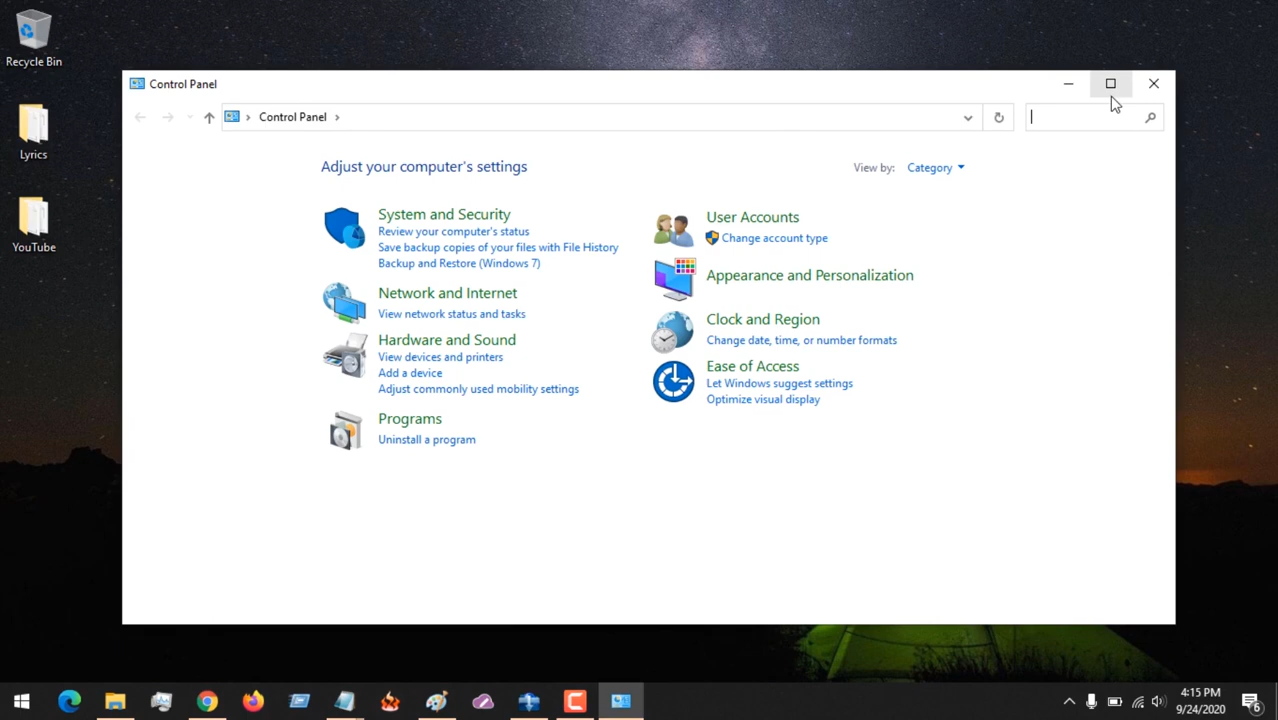 Recycle Bin
Lyrics
YouTube
Control Panel
Control Panel
Adjust your computer's settings
View by: Category
System and Security
Review your computer's status
Save backup copies of your files with File History
Backup and Restore (Windows 7)
Network and Internet
View network status and tasks
Hardware and Sound
View devices and printers
Add a device
Adjust commonly used mobility settings
Programs
Uninstall a program
User Accounts
Change account type
Appearance and Personalization
Clock and Region
Change date, time, or number formats
Ease of Access
Let Windows suggest settings
Optimize visual display
4:15 PM
9/24/2020
6